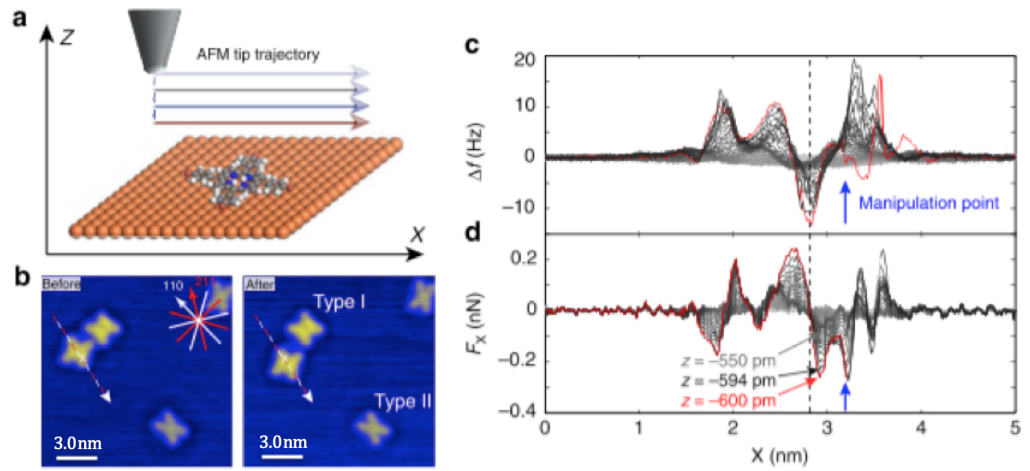 a
Z
AFM tip trajectory
X
b
Before
110
211
3.0nm
After
Type I
Type II
3.0nm
c
20
10
0
−10
Δf (Hz)
Manipulation point
d
0.2
0
−0.2
−0.4
Fx (nN)
z = −550 pm
z = −594 pm
z = −600 pm
0 1 2 3 4 5
X (nm)